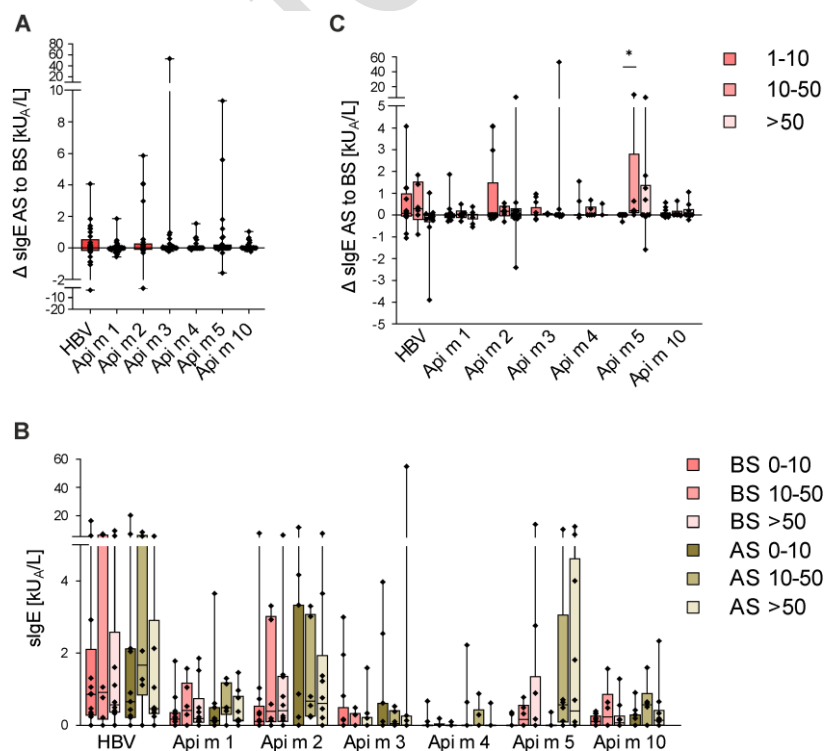 A
Δ sIgE AS to BS [kUA/L]
80
60
40
20
10
8
6
4
2
0
-2
-10
-20
HBV
Api m 1
Api m 2
Api m 3
Api m 4
Api m 5
Api m 10
C
Δ sIgE AS to BS [kUA/L]
60
40
20
5
4
3
2
1
0
-1
-2
-3
-4
-5
*
HBV
Api m 1
Api m 2
Api m 3
Api m 4
Api m 5
Api m 10
1-10
10-50
>50
B
sIgE [kUA/L]
60
40
20
4
2
0
HBV
Api m 1
Api m 2
Api m 3
Api m 4
Api m 5
Api m 10
BS 0-10
BS 10-50
BS >50
AS 0-10
AS 10-50
AS >50